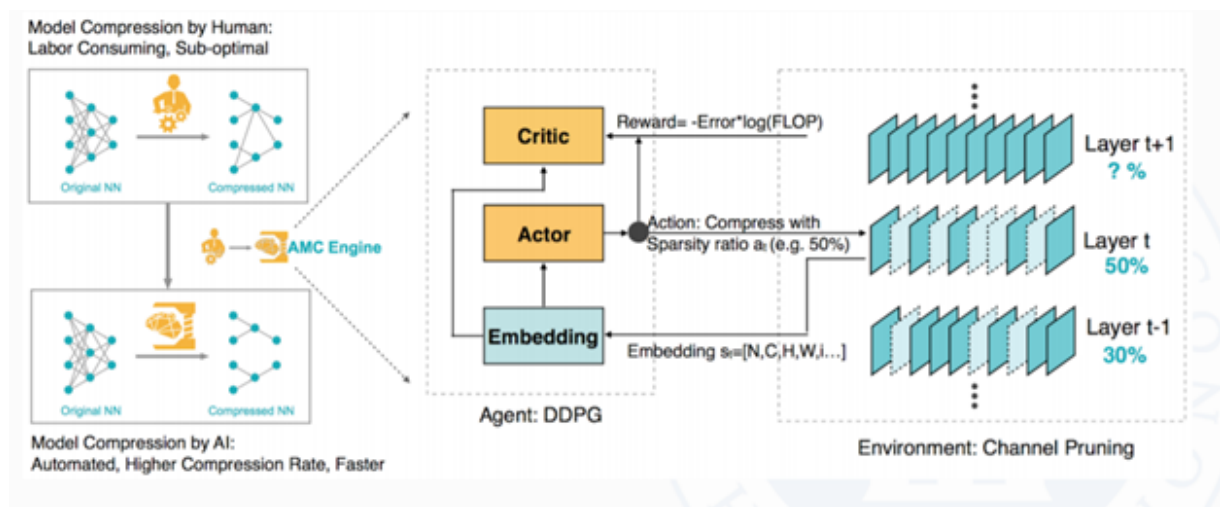 Model Compression by Human:
Labor Consuming, Sub-optimal
Original NN
Compressed NN
AMC Engine
Original NN
Compressed NN
Model Compression by AI:
Automated, Higher Compression Rate, Faster
Critic
Actor
Embedding
Agent: DDPG
Reward= -Error*log(FLOP)
Action: Compress with
Sparsity ratio aₜ (e.g. 50%)
Embedding sₜ=[N,C,H,W,i…]
Layer t+1
? %
Layer t
50%
Layer t-1
30%
Environment: Channel Pruning